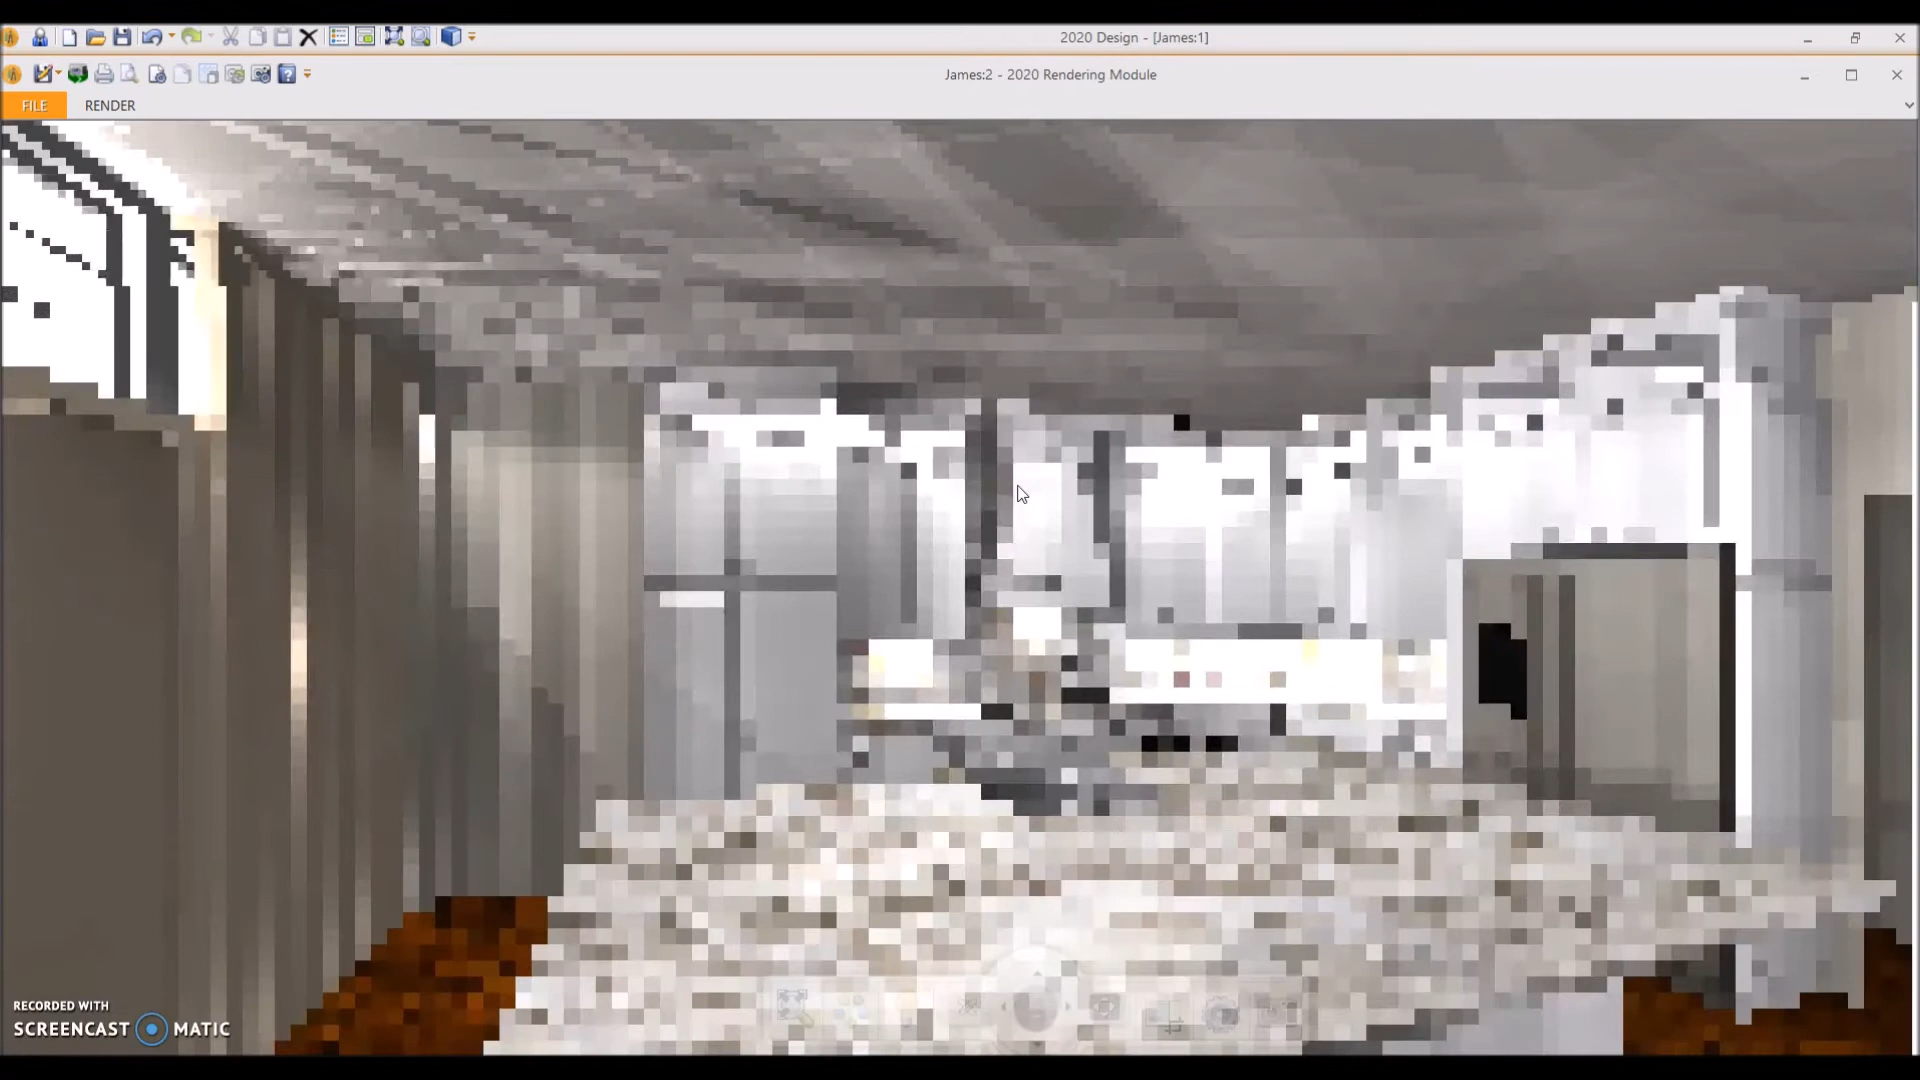 2020 Design - [James:1]
James:2 - 2020 Rendering Module
FILE RENDER
RECORDED WITH
SCREENCAST MATIC